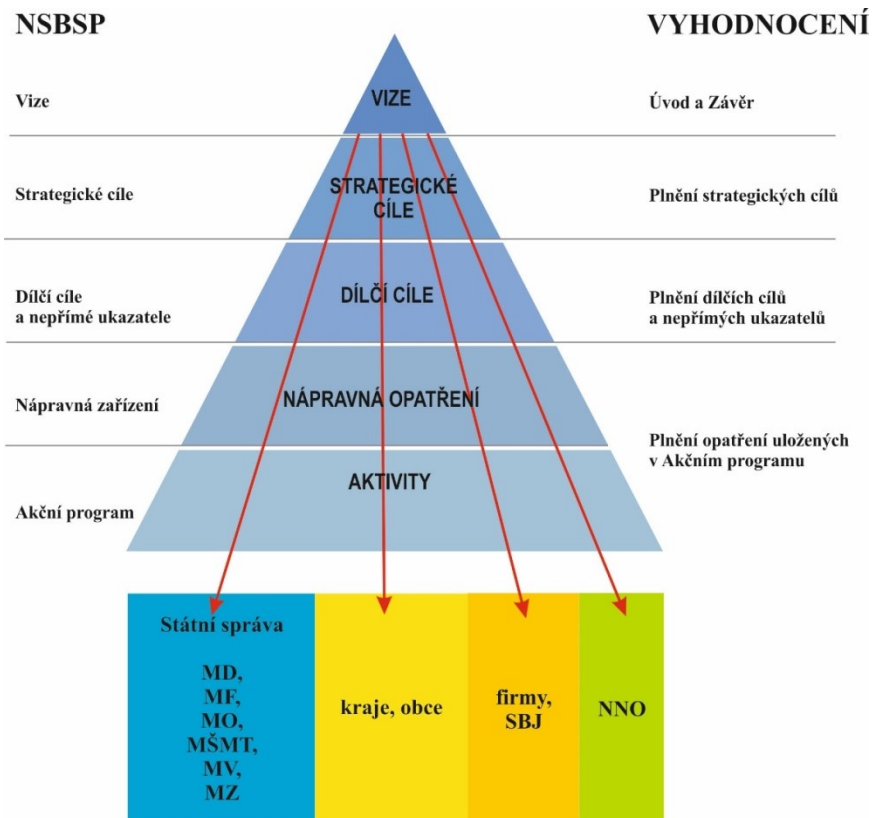 NSBSP
VYHODNOCENÍ
Vize
VIZE
Úvod a Závěr
Strategické cíle
STRATEGICKÉ
CÍLE
Plnění strategických cílů
Dílčí cíle
a nepřímé ukazatele
DÍLČÍ CÍLE
Plnění dílčích cílů
a nepřímých ukazatelů
Nápravná zařízení
NÁPRAVNÁ OPATŘENÍ
Plnění opatření uložených
v Akčním programu
Akční program
AKTIVITY
Státní správa
MD,
MF,
MO,
MŠMT,
MV,
MZ
kraje, obce
firmy,
SBJ
NNO